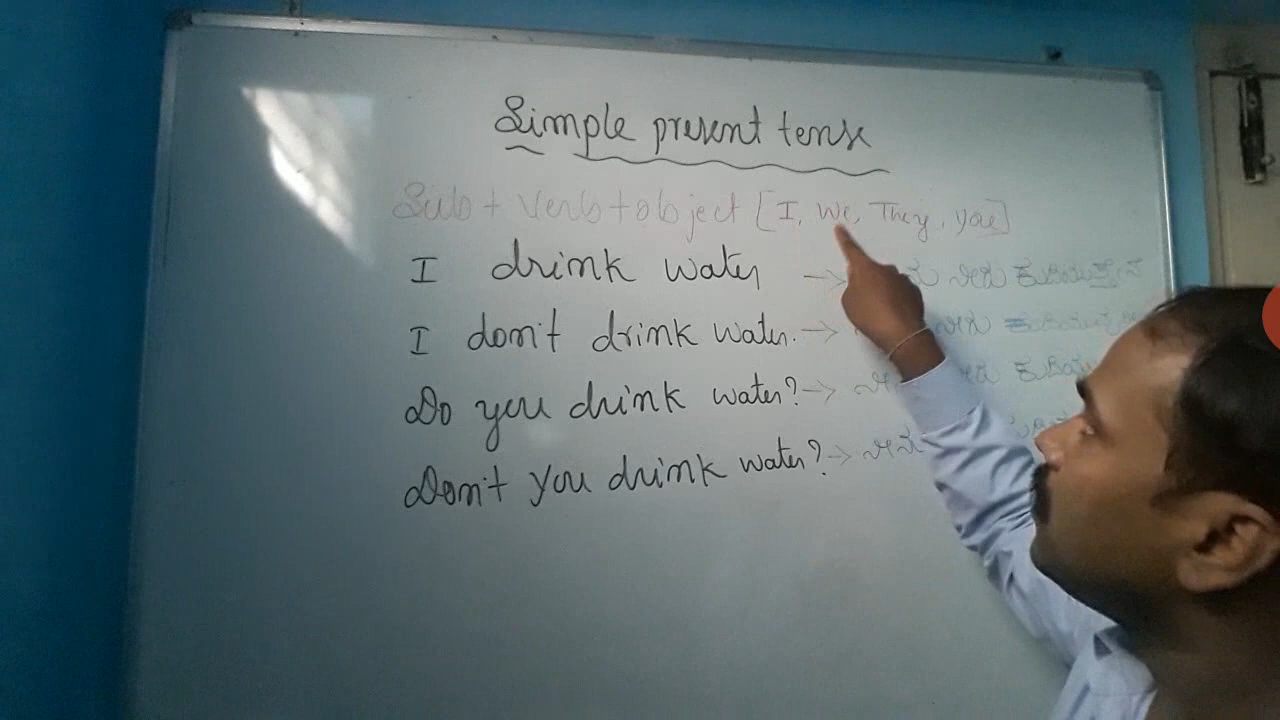 Simple present tense
Sub + Verb + object [I, We, They, you]
I drink water → ನೀರು ಕುಡಿಯುತ್ತೇನೆ
I don't drink water. → ನೀರು
Do you drink water? →
Don't you drink water? →